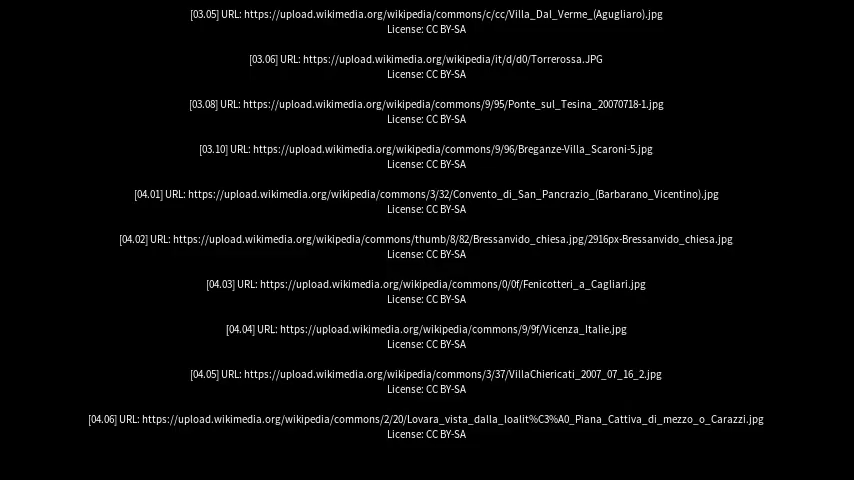 [03.05] URL: https://upload.wikimedia.org/wikipedia/commons/c/cc/Villa_Dal_Verme_(Agugliaro).jpg
License: CC BY-SA
[03.06] URL: https://upload.wikimedia.org/wikipedia/it/d/d0/Torrerossa.JPG
License: CC BY-SA
[03.08] URL: https://upload.wikimedia.org/wikipedia/commons/9/95/Ponte_sul_Tesina_20070718-1.jpg
License: CC BY-SA
[03.10] URL: https://upload.wikimedia.org/wikipedia/commons/9/96/Breganze-Villa_Scaroni-5.jpg
License: CC BY-SA
[04.01] URL: https://upload.wikimedia.org/wikipedia/commons/3/32/Convento_di_San_Pancrazio_(Barbarano_Vicentino).jpg
License: CC BY-SA
[04.02] URL: https://upload.wikimedia.org/wikipedia/commons/thumb/8/82/Bressanvido_chiesa.jpg/2916px-Bressanvido_chiesa.jpg
License: CC BY-SA
[04.03] URL: https://upload.wikimedia.org/wikipedia/commons/0/0f/Fenicotteri_a_Cagliari.jpg
License: CC BY-SA
[04.04] URL: https://upload.wikimedia.org/wikipedia/commons/9/9f/Vicenza_Italie.jpg
License: CC BY-SA
[04.05] URL: https://upload.wikimedia.org/wikipedia/commons/3/37/VillaChiericati_2007_07_16_2.jpg
License: CC BY-SA
[04.06] URL: https://upload.wikimedia.org/wikipedia/commons/2/20/Lovara_vista_dalla_loalit%C3%A0_Piana_Cattiva_di_mezzo_o_Carazzi.jpg
License: CC BY-SA